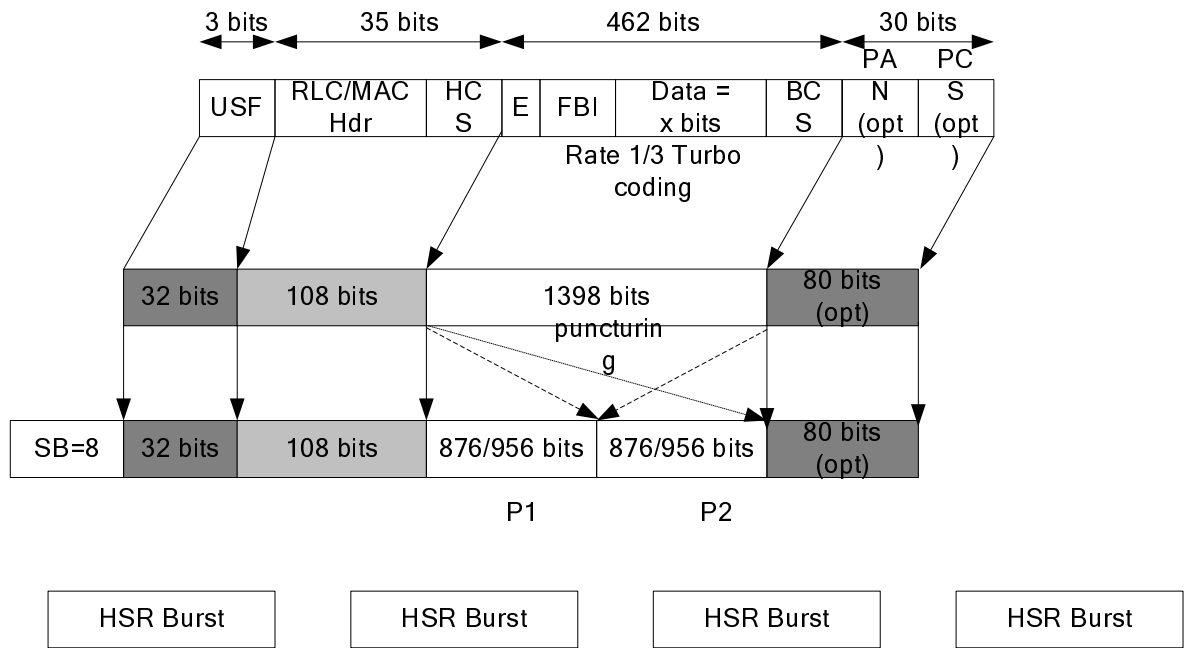 3 bits 35 bits 462 bits 30 bits
USF
RLC/MAC
Hdr
HC
S
E
FBI
Data =
x bits
BC
S
PA
N
(opt
)
PC
S
(opt
)
Rate 1/3 Turbo
coding
32 bits
108 bits
1398 bits
80 bits
(opt)
puncturin
g
SB=8
32 bits
108 bits
876/956 bits
876/956 bits
80 bits
(opt)
P1 P2
HSR Burst HSR Burst HSR Burst HSR Burst